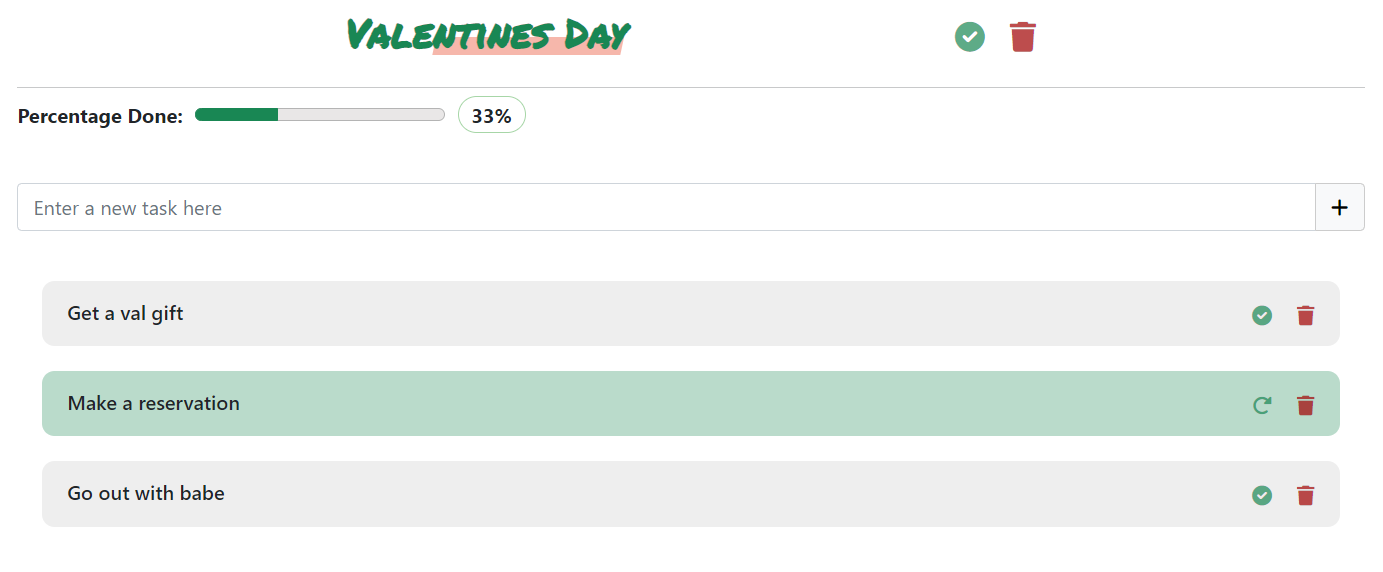 Valentines Day
Percentage Done: 33%
Enter a new task here
Get a val gift
Make a reservation
Go out with babe